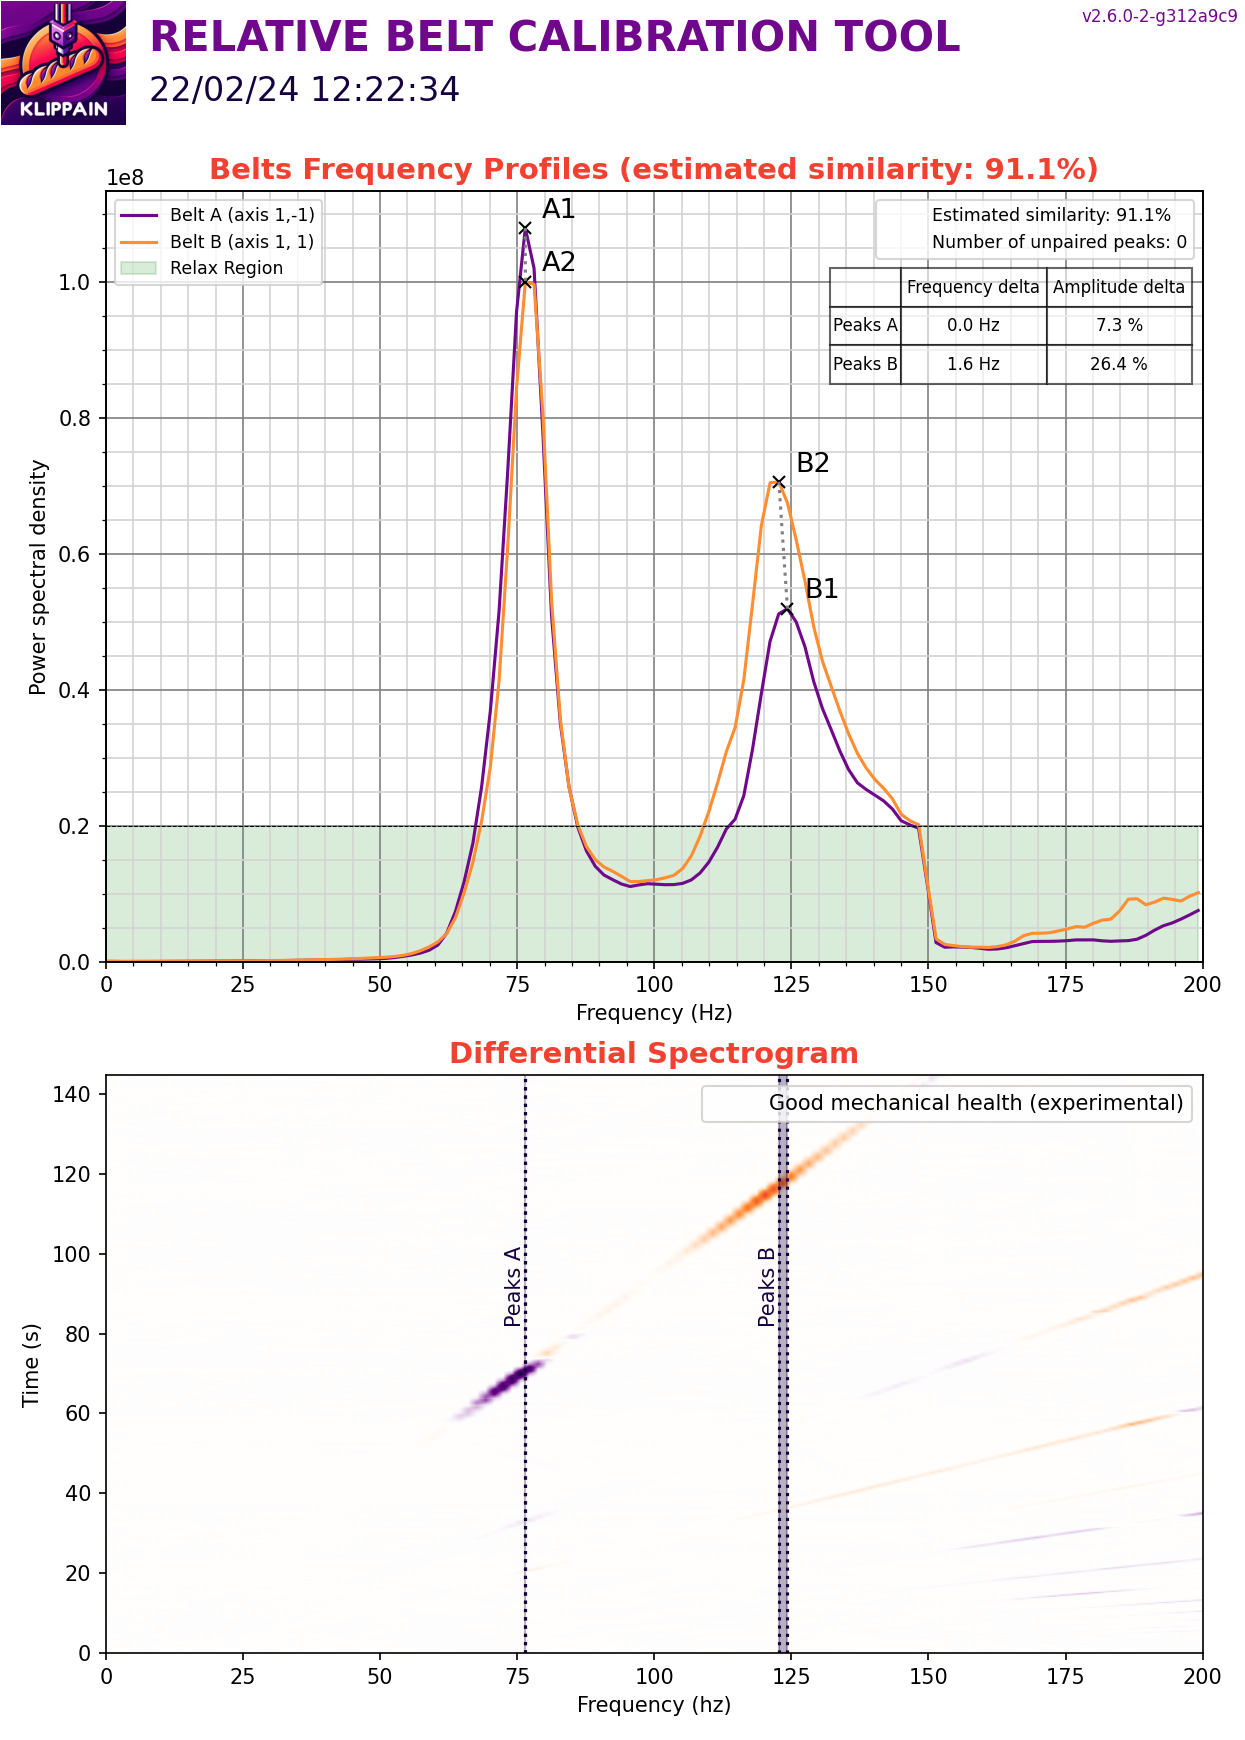 v2.6.0-2-g312a9c9
RELATIVE BELT CALIBRATION TOOL
22/02/24 12:22:34
KLIPPAIN
Belts Frequency Profiles (estimated similarity: 91.1%)
1e8
Belt A (axis 1,-1)
Belt B (axis 1, 1)
Relax Region
Estimated similarity: 91.1%
Number of unpaired peaks: 0
Frequency delta Amplitude delta
Peaks A 0.0 Hz 7.3 %
Peaks B 1.6 Hz 26.4 %
A1
A2
B2
B1
Power spectral density
1.0
0.8
0.6
0.4
0.2
0.0
0 25 50 75 100 125 150 175 200
Frequency (Hz)
Differential Spectrogram
Good mechanical health (experimental)
Peaks A
Peaks B
Time (s)
140
120
100
80
60
40
20
0
0 25 50 75 100 125 150 175 200
Frequency (hz)